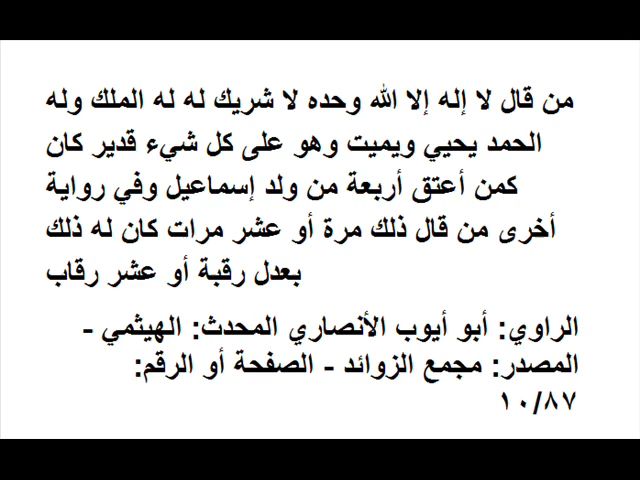 من قال لا إله إلا الله وحده لا شريك له له الملك وله
الحمد يحيي ويميت وهو على كل شيء قدير كان
كمن أعتق أربعة من ولد إسماعيل وفي رواية
أخرى من قال ذلك مرة أو عشر مرات كان له ذلك
بعدل رقبة أو عشر رقاب
الراوي: أبو أيوب الأنصاري المحدث: الهيثمي -
المصدر: مجمع الزوائد - الصفحة أو الرقم:
١٠/٨٧